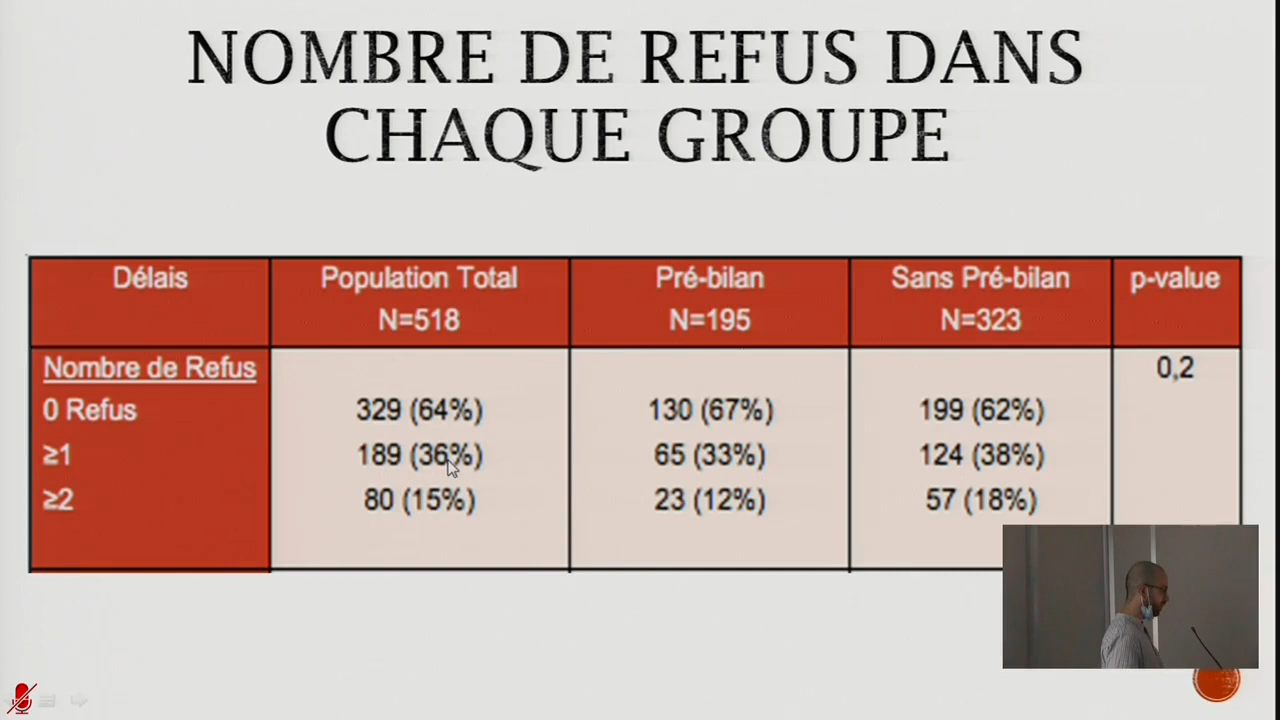 NOMBRE DE REFUS DANS
CHAQUE GROUPE
Délais Population Total Pré-bilan Sans Pré-bilan p-value
N=518 N=195 N=323
Nombre de Refus 0,2
0 Refus 329 (64%) 130 (67%) 199 (62%)
≥1 189 (36%) 65 (33%) 124 (38%)
≥2 80 (15%) 23 (12%) 57 (18%)